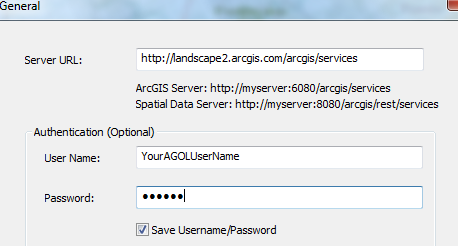 General
Server URL: http://landscape2.arcgis.com/arcgis/services
ArcGIS Server: http://myserver:6080/arcgis/services
Spatial Data Server: http://myserver:8080/arcgis/rest/services
Authentication (Optional)
User Name: YourAGOLUserName
Password: ●●●●●●
Save Username/Password